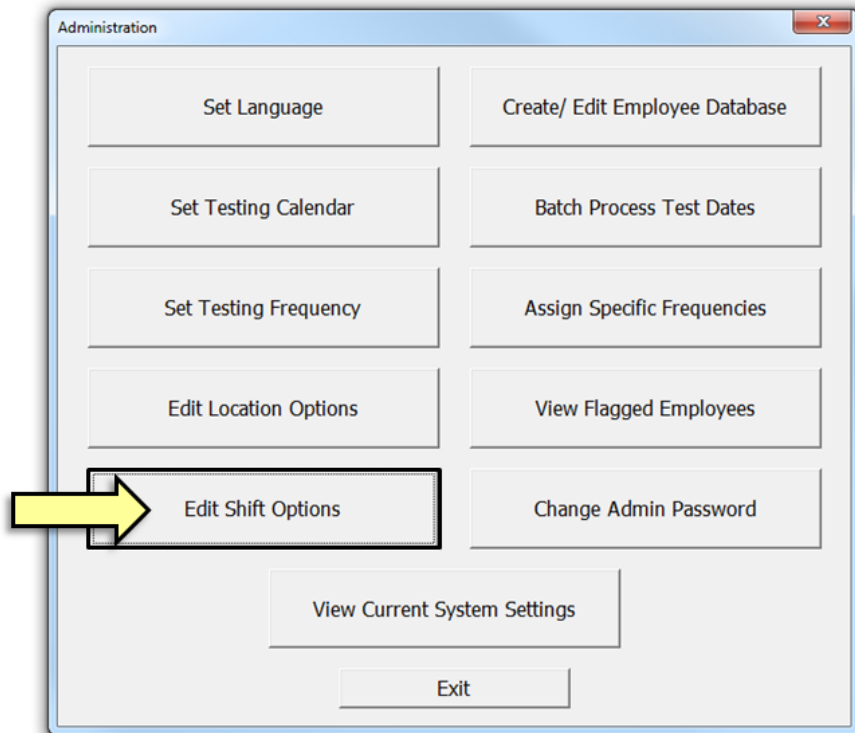 Administration
Set Language
Create/ Edit Employee Database
Set Testing Calendar
Batch Process Test Dates
Set Testing Frequency
Assign Specific Frequencies
Edit Location Options
View Flagged Employees
Edit Shift Options
Change Admin Password
View Current System Settings
Exit